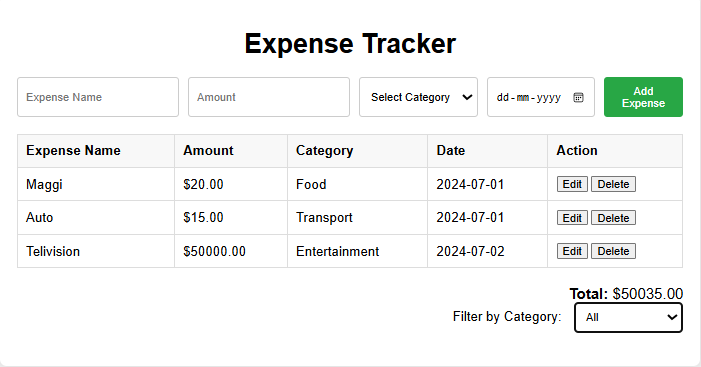 Expense Tracker
Expense Name Amount Select Category dd-mm-yyyy Add Expense
Expense Name Amount Category Date Action
Maggi $20.00 Food 2024-07-01 Edit Delete
Auto $15.00 Transport 2024-07-01 Edit Delete
Telivision $50000.00 Entertainment 2024-07-02 Edit Delete
Total: $50035.00
Filter by Category: All